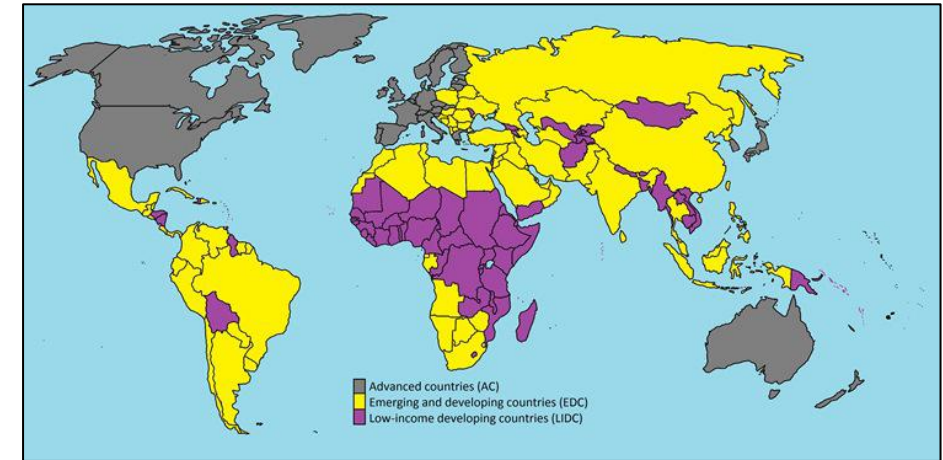 Advanced countries (AC)
Emerging and developing countries (EDC)
Low-income developing countries (LIDC)